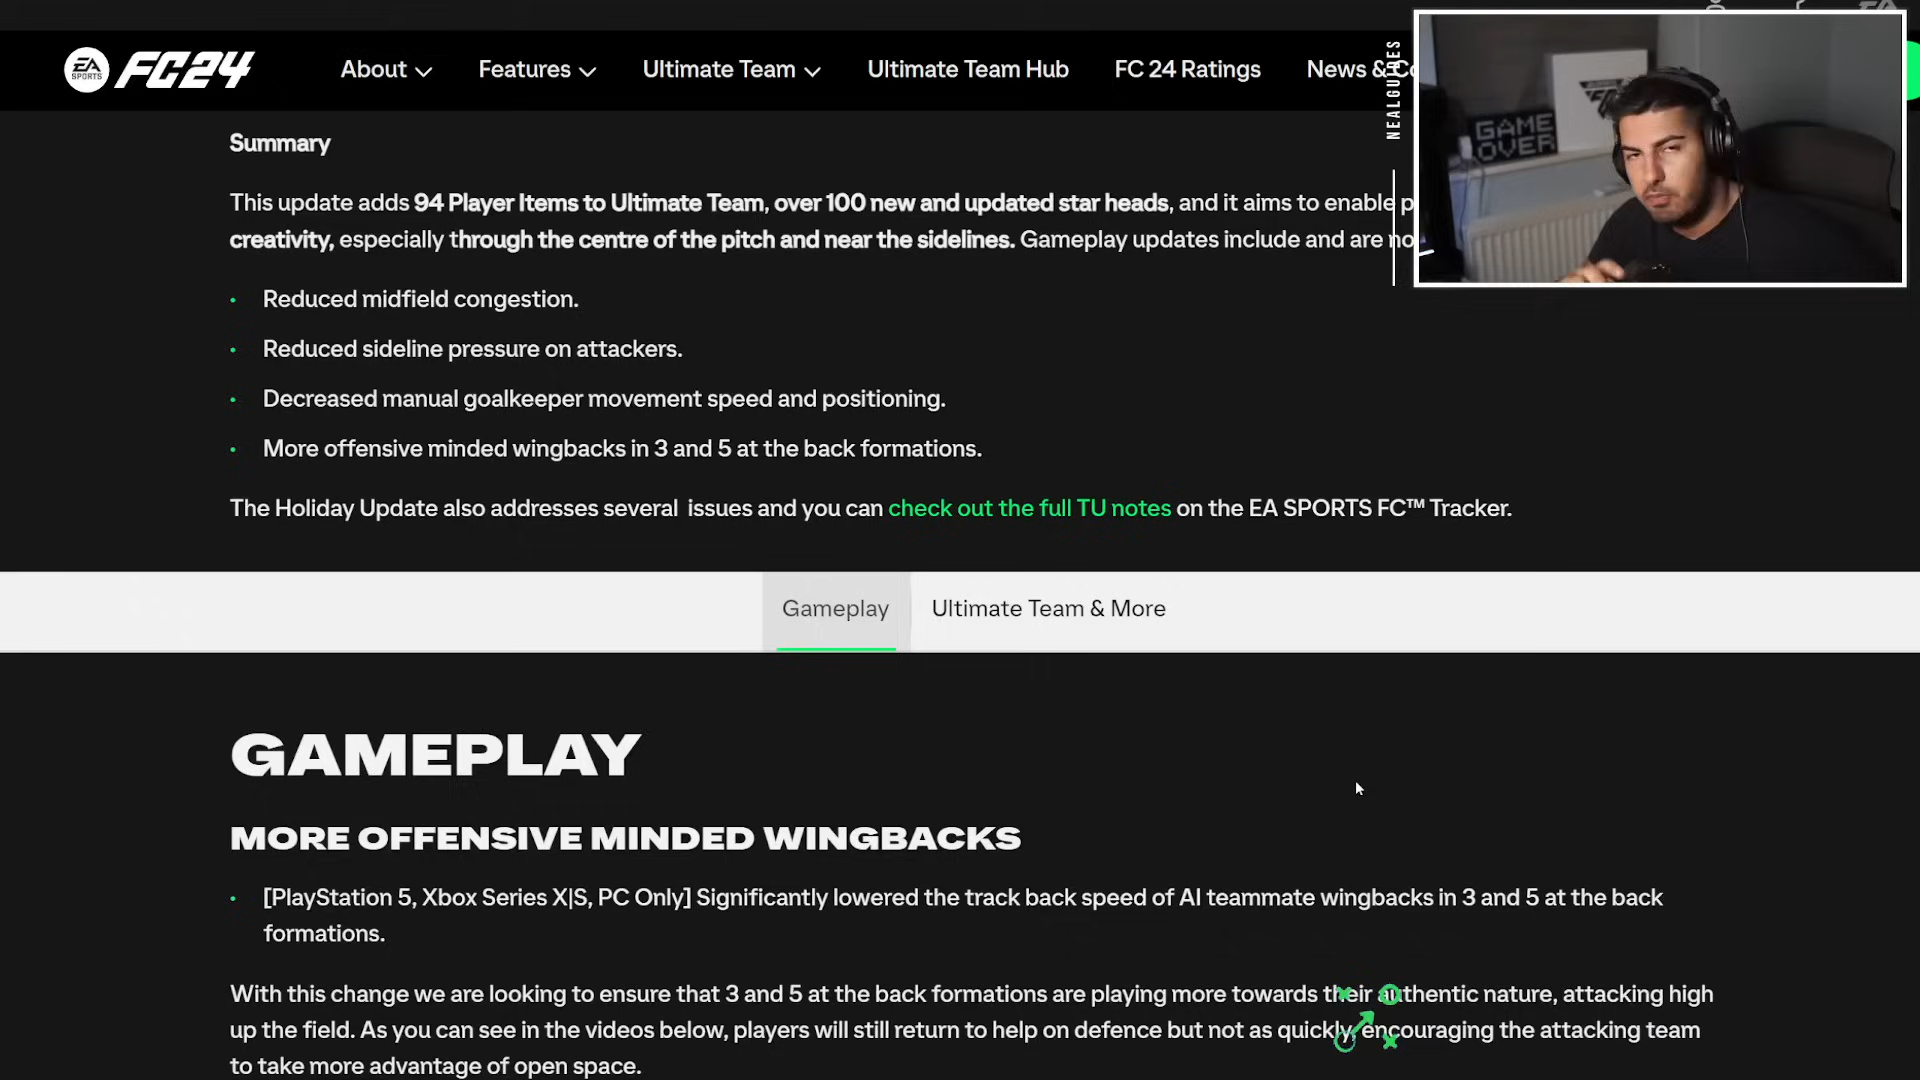 EA SPORTS FC24 About Features Ultimate Team Ultimate Team Hub FC 24 Ratings News & Co
NEALGUIDES
GAME
OVER
Summary
This update adds 94 Player Items to Ultimate Team, over 100 new and updated star heads, and it aims to enable p
creativity, especially through the centre of the pitch and near the sidelines. Gameplay updates include and are no
• Reduced midfield congestion.
• Reduced sideline pressure on attackers.
• Decreased manual goalkeeper movement speed and positioning.
• More offensive minded wingbacks in 3 and 5 at the back formations.
The Holiday Update also addresses several issues and you can check out the full TU notes on the EA SPORTS FC™ Tracker.
Gameplay Ultimate Team & More
GAMEPLAY
MORE OFFENSIVE MINDED WINGBACKS
• [PlayStation 5, Xbox Series X|S, PC Only] Significantly lowered the track back speed of AI teammate wingbacks in 3 and 5 at the back
formations.
With this change we are looking to ensure that 3 and 5 at the back formations are playing more towards their authentic nature, attacking high
up the field. As you can see in the videos below, players will still return to help on defence but not as quickly, encouraging the attacking team
to take more advantage of open space.